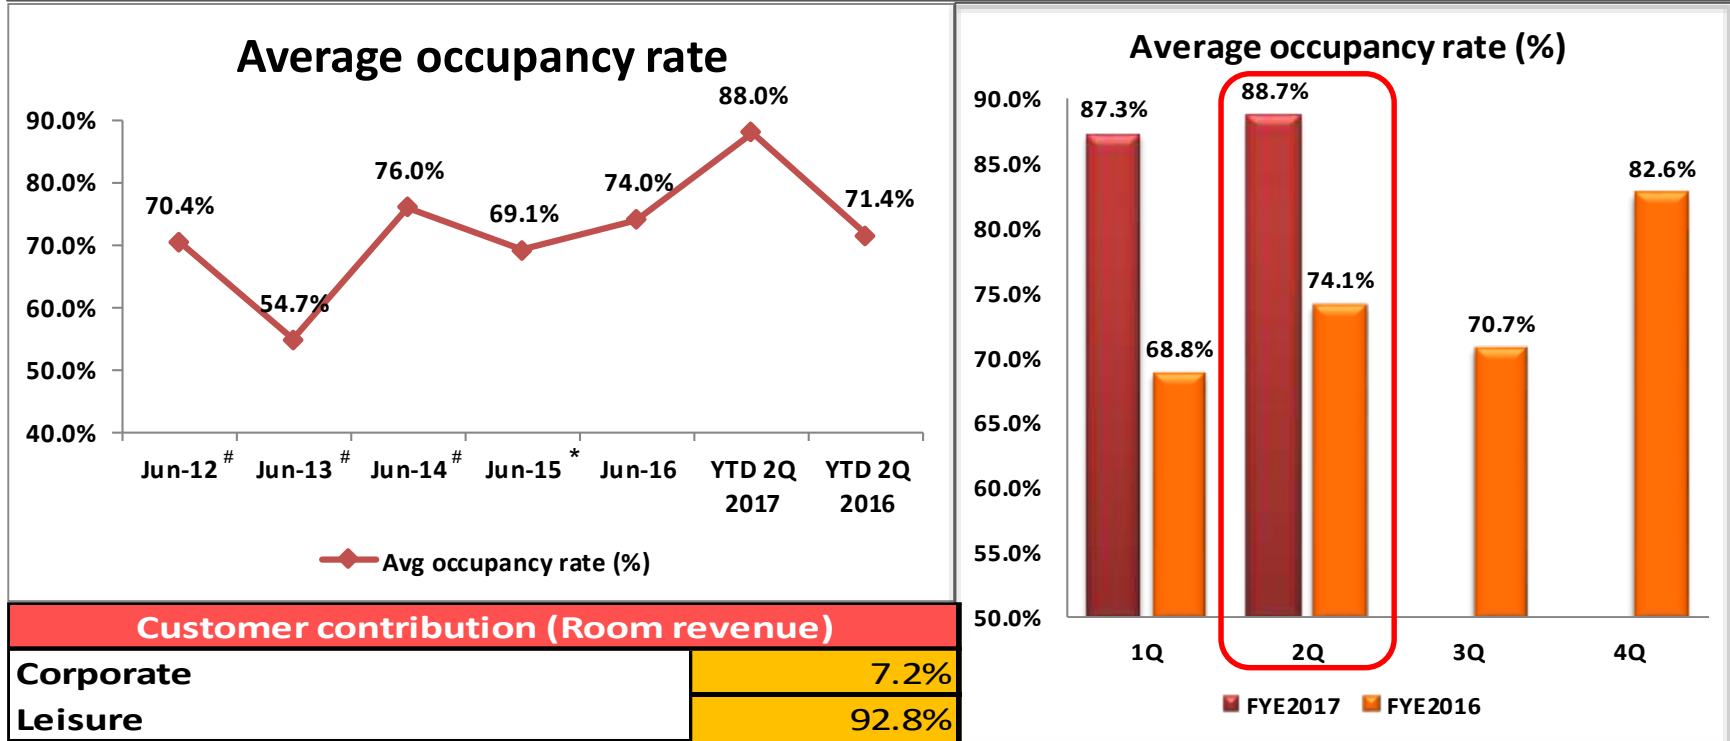 Average occupancy rate
90.0%
80.0%
70.0%
60.0%
50.0%
40.0%
70.4%
54.7%
76.0%
69.1%
74.0%
88.0%
71.4%
Jun-12 #
Jun-13 #
Jun-14 #
Jun-15 *
Jun-16
YTD 2Q
2017
YTD 2Q
2016
Avg occupancy rate (%)
Customer contribution (Room revenue)
Corporate 7.2%
Leisure 92.8%
Average occupancy rate (%)
90.0%
85.0%
80.0%
75.0%
70.0%
65.0%
60.0%
55.0%
50.0%
87.3%
68.8%
88.7%
74.1%
70.7%
82.6%
1Q 2Q 3Q 4Q
FYE2017 FYE2016